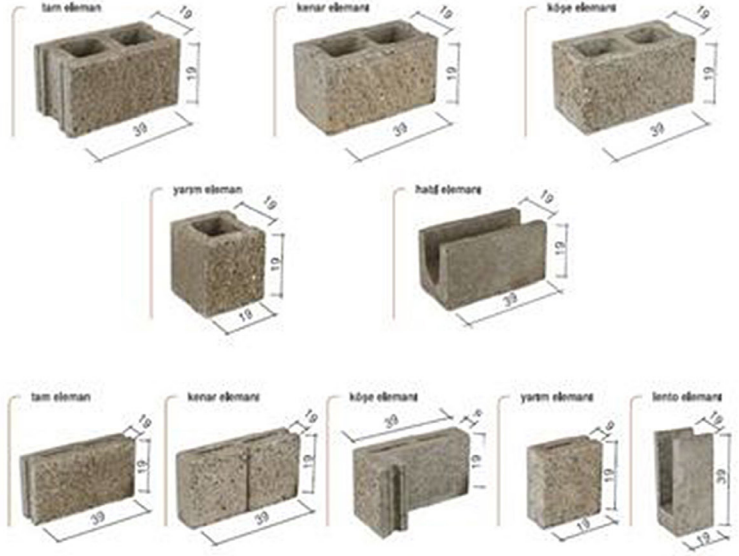 tam eleman
19
19
39
kenar elemanı
19
19
39
köşe elemanı
19
19
39
yarım eleman
19
19
19
hatıl elemanı
19
19
39
tam eleman
19
19
39
kenar elemanı
19
19
39
köşe elemanı
39
19
yarım elemanı
9
19
19
lento elemanı
19
39
19